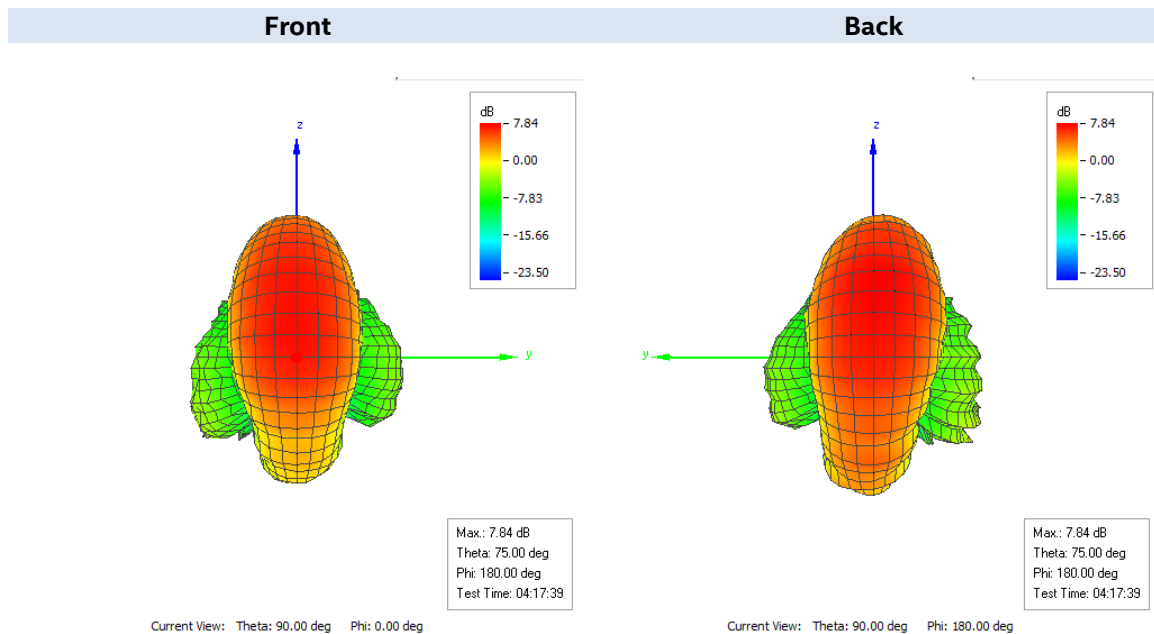 Front
Back
dB
7.84
0.00
-7.83
-15.66
-23.50
z
y
Max.: 7.84 dB
Theta: 75.00 deg
Phi: 180.00 deg
Test Time: 04:17:39
Current View: Theta: 90.00 deg Phi: 0.00 deg
dB
7.84
0.00
-7.83
-15.66
-23.50
z
y
Max.: 7.84 dB
Theta: 75.00 deg
Phi: 180.00 deg
Test Time: 04:17:39
Current View: Theta: 90.00 deg Phi: 180.00 deg